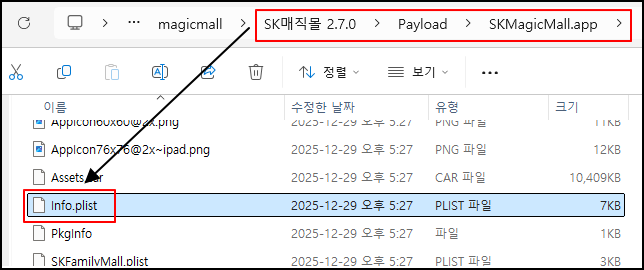 magicmall > SK매직몰 2.7.0 > Payload > SKMagicMall.app >
정렬 보기
이름 수정한 날짜 유형 크기
AppIcon60x60@2x.png 2025-12-29 오후 5:27 PNG 파일 11KB
AppIcon76x76@2x~ipad.png 2025-12-29 오후 5:27 PNG 파일 12KB
Assets.car 2025-12-29 오후 5:27 CAR 파일 10,409KB
Info.plist 2025-12-29 오후 5:27 PLIST 파일 7KB
PkgInfo 2025-12-29 오후 5:27 파일 1KB
SKFamilyMall.plist 2025-12-29 오후 5:27 PLIST 파일 3KB